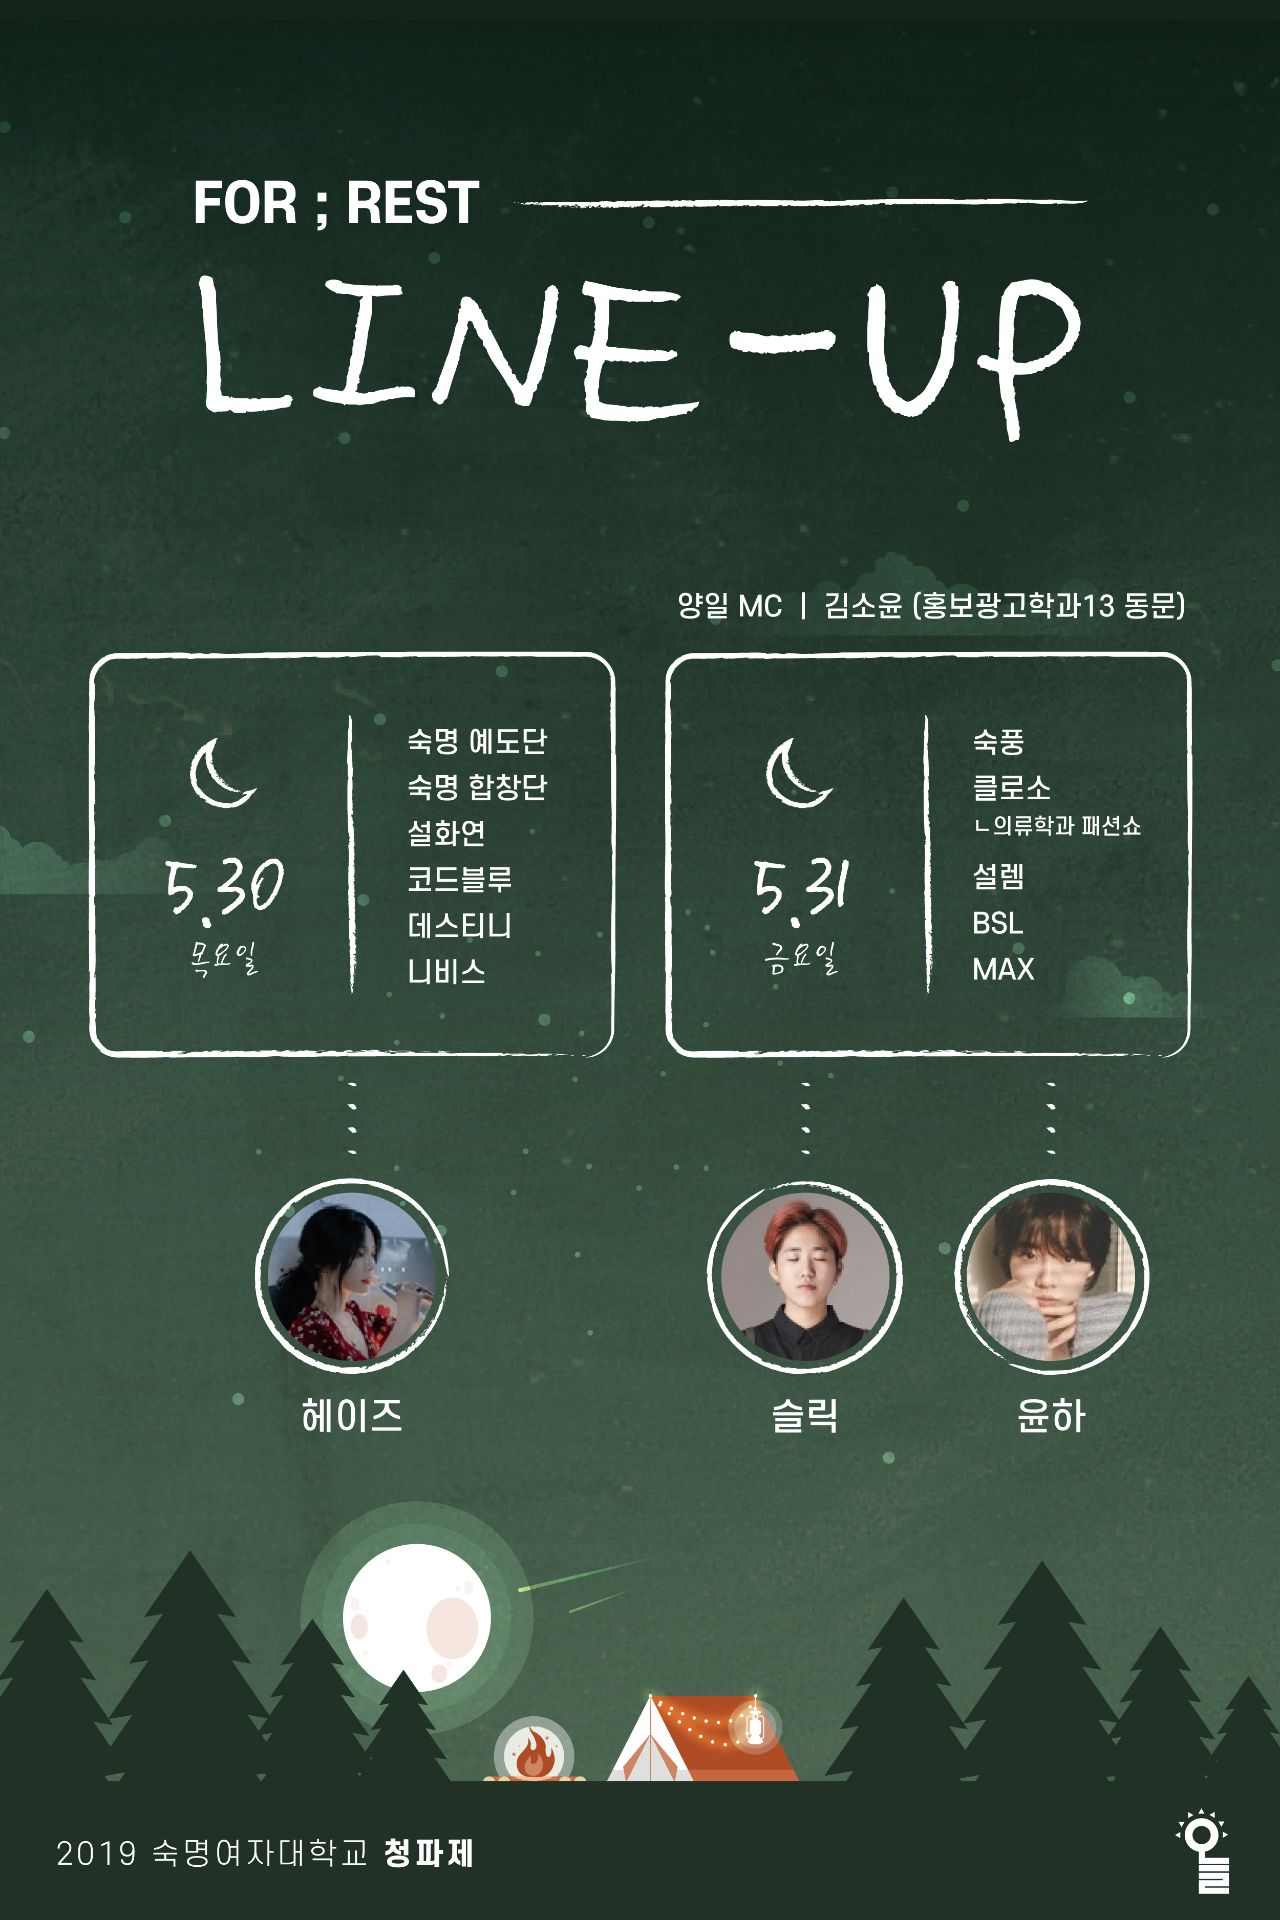 FOR ; REST
LINE-UP
양일 MC | 김소윤 (홍보광고학과13 동문)
5.30
목요일
숙명 예도단
숙명 합창단
설화연
코드블루
데스티니
니비스
5.31
금요일
숙풍
클로소
ㄴ의류학과 패션쇼
설렘
BSL
MAX
헤이즈
슬릭
윤하
2019 숙명여자대학교 청파제